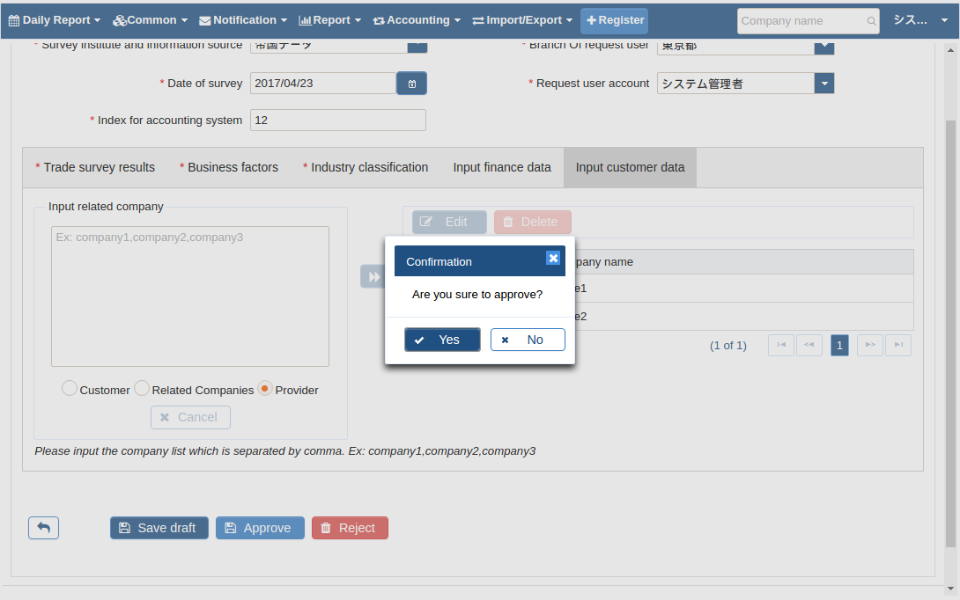 Daily Report Common Notification Report Accounting Import/Export Register Company name シス...
* Survey institute and information source 帝国データ * Branch Of request user 東京都
* Date of survey 2017/04/23 * Request user account システム管理者
* Index for accounting system 12
* Trade survey results * Business factors * Industry classification Input finance data Input customer data
Input related company
Ex: company1,company2,company3
Edit Delete
pany name
e1
e2
(1 of 1) 1
Confirmation
Are you sure to approve?
Yes No
Customer Related Companies Provider
Cancel
Please input the company list which is separated by comma. Ex: company1,company2,company3
Save draft Approve Reject